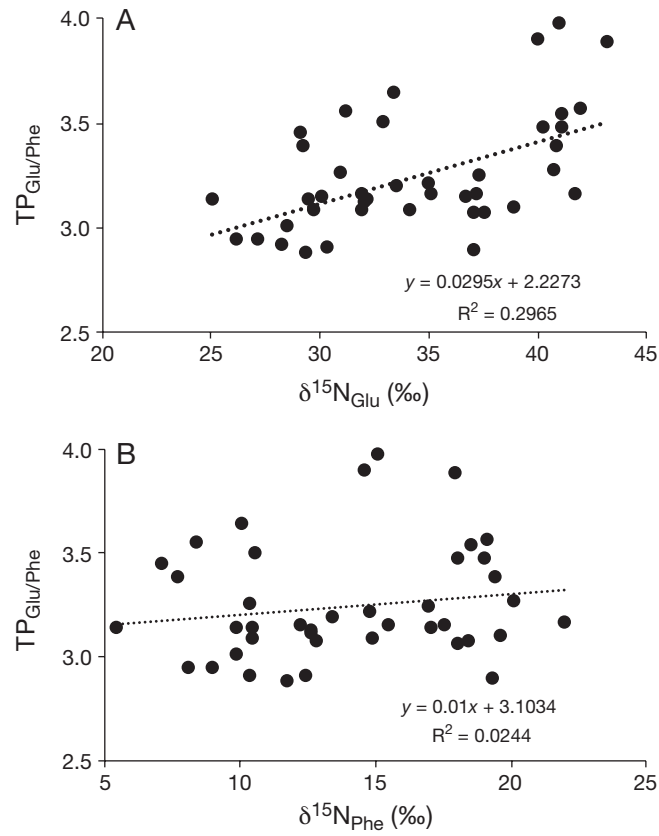 A
4.0
3.5
3.0
2.5
TPGlu/Phe
y = 0.0295x + 2.2273
R² = 0.2965
20 25 30 35 40 45
δ¹⁵NGlu (‰)
B
4.0
3.5
3.0
2.5
TPGlu/Phe
y = 0.01x + 3.1034
R² = 0.0244
5 10 15 20 25
δ¹⁵NPhe (‰)